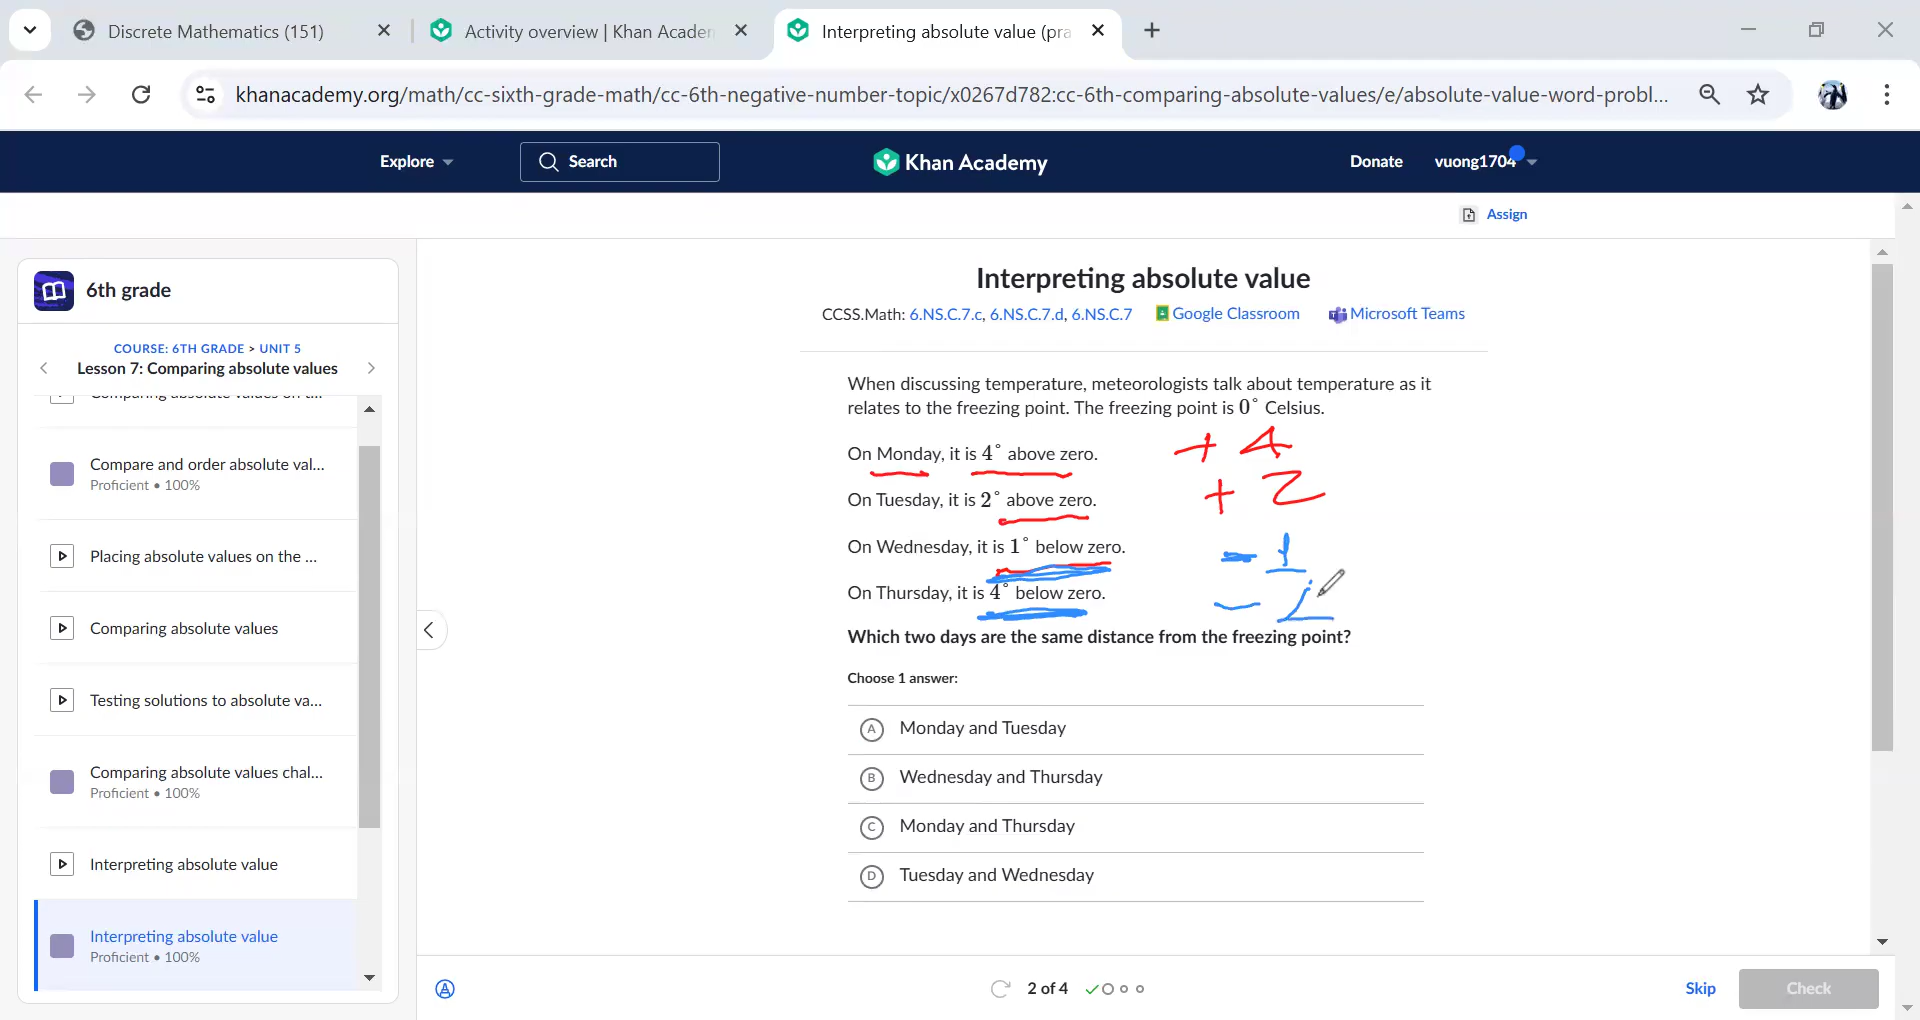 Discrete Mathematics (151)
Activity overview | Khan Acader
Interpreting absolute value (pra
khanacademy.org/math/cc-sixth-grade-math/cc-6th-negative-number-topic/x0267d782:cc-6th-comparing-absolute-values/e/absolute-value-word-probl...
Explore
Search
Khan Academy
Donate
vuong1704
Assign
6th grade
COURSE: 6TH GRADE > UNIT 5
Lesson 7: Comparing absolute values
Comparing absolute values on t...
Compare and order absolute val...
Proficient • 100%
Placing absolute values on the ...
Comparing absolute values
Testing solutions to absolute va...
Comparing absolute values chal...
Proficient • 100%
Interpreting absolute value
Interpreting absolute value
Proficient • 100%
Interpreting absolute value
CCSS.Math: 6.NS.C.7.c, 6.NS.C.7.d, 6.NS.C.7 Google Classroom Microsoft Teams
When discussing temperature, meteorologists talk about temperature as it
relates to the freezing point. The freezing point is 0° Celsius.
On Monday, it is 4° above zero. + 4
On Tuesday, it is 2° above zero. + 2
On Wednesday, it is 1° below zero. - 1
On Thursday, it is 4° below zero. -
Which two days are the same distance from the freezing point?
Choose 1 answer:
A Monday and Tuesday
B Wednesday and Thursday
C Monday and Thursday
D Tuesday and Wednesday
2 of 4
Skip
Check